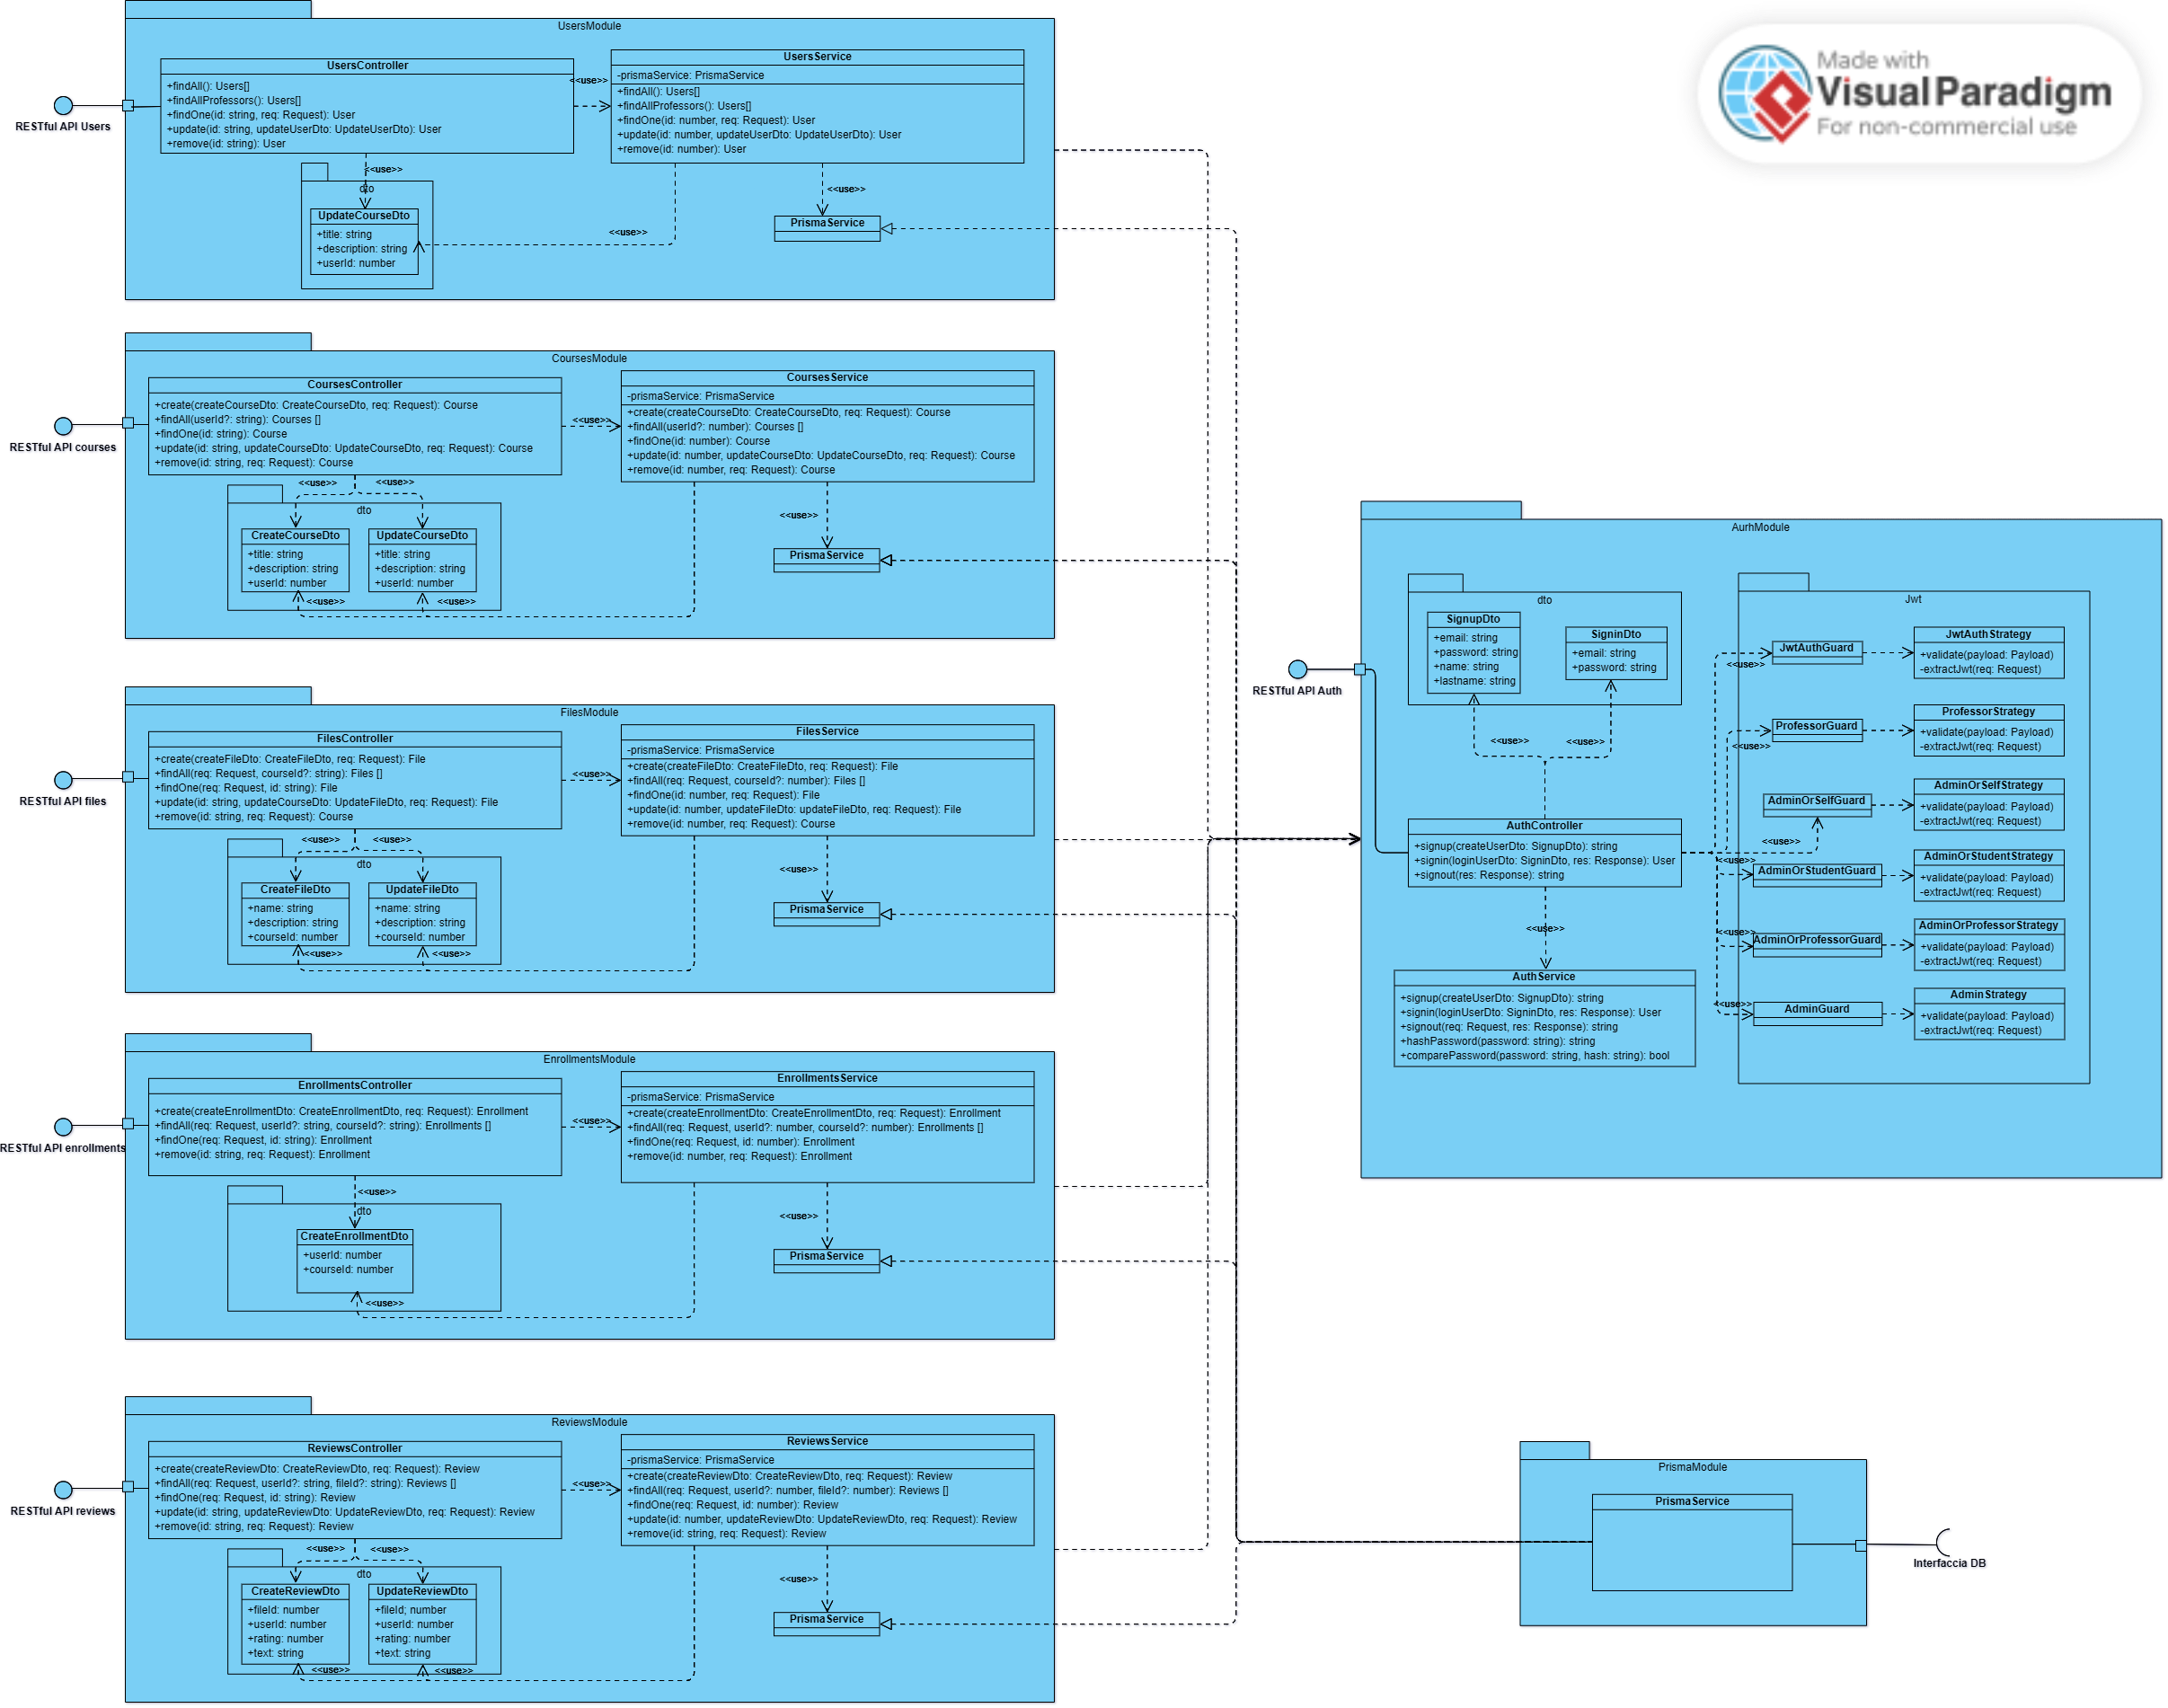 Made with
Visual Paradigm
For non-commercial use
UsersModule
RESTful API Users
UsersController
+findAll(): Users[]
+findAllProfessors(): Users[]
+findOne(id: string, req: Request): User
+update(id: string, updateUserDto: UpdateUserDto): User
+remove(id: string): User
<<use>>
UsersService
-prismaService: PrismaService
+findAll(): Users[]
+findAllProfessors(): Users[]
+findOne(id: number, req: Request): User
+update(id: number, updateUserDto: UpdateUserDto): User
+remove(id: number): User
<<use>>
dto
UpdateCourseDto
+title: string
+description: string
+userId: number
<<use>>
<<use>>
PrismaService
CoursesModule
RESTful API courses
CoursesController
+create(createCourseDto: CreateCourseDto, req: Request): Course
+findAll(userId?: string): Courses []
+findOne(id: string): Course
+update(id: string, updateCourseDto: UpdateCourseDto, req: Request): Course
+remove(id: string, req: Request): Course
<<use>>
CoursesService
-prismaService: PrismaService
+create(createCourseDto: CreateCourseDto, req: Request): Course
+findAll(userId?: number): Courses []
+findOne(id: number): Course
+update(id: number, updateCourseDto: UpdateCourseDto, req: Request): Course
+remove(id: number, req: Request): Course
<<use>>
<<use>>
dto
CreateCourseDto
+title: string
+description: string
+userId: number
UpdateCourseDto
+title: string
+description: string
+userId: number
<<use>>
<<use>>
<<use>>
PrismaService
FilesModule
RESTful API files
FilesController
+create(createFileDto: CreateFileDto, req: Request): File
+findAll(req: Request, courseId?: string): Files []
+findOne(req: Request, id: string): File
+update(id: string, updateCourseDto: UpdateFileDto, req: Request): File
+remove(id: string, req: Request): Course
<<use>>
FilesService
-prismaService: PrismaService
+create(createFileDto: CreateFileDto, req: Request): File
+findAll(req: Request, courseId?: number): Files []
+findOne(id: number, req: Request): File
+update(id: number, updateFileDto: updateFileDto, req: Request): File
+remove(id: number, req: Request): Course
<<use>>
<<use>>
dto
CreateFileDto
+name: string
+description: string
+courseId: number
UpdateFileDto
+name: string
+description: string
+courseId: number
<<use>>
<<use>>
<<use>>
PrismaService
EnrollmentsModule
RESTful API enrollments
EnrollmentsController
+create(createEnrollmentDto: CreateEnrollmentDto, req: Request): Enrollment
+findAll(req: Request, userId?: string, courseId?: string): Enrollments []
+findOne(req: Request, id: string): Enrollment
+remove(id: string, req: Request): Enrollment
<<use>>
EnrollmentsService
-prismaService: PrismaService
+create(createEnrollmentDto: CreateEnrollmentDto, req: Request): Enrollment
+findAll(req: Request, userId?: number, courseId?: number): Enrollments []
+findOne(req: Request, id: number): Enrollment
+remove(id: number, req: Request): Enrollment
<<use>>
dto
CreateEnrollmentDto
+userId: number
+courseId: number
<<use>>
<<use>>
PrismaService
ReviewsModule
RESTful API reviews
ReviewsController
+create(createReviewDto: CreateReviewDto, req: Request): Review
+findAll(req: Request, userId?: string, fileId?: string): Reviews []
+findOne(req: Request, id: string): Review
+update(id: string, updateReviewDto: UpdateReviewDto, req: Request): Review
+remove(id: string, req: Request): Review
<<use>>
ReviewsService
-prismaService: PrismaService
+create(createReviewDto: CreateReviewDto, req: Request): Review
+findAll(req: Request, userId?: number, fileId?: number): Reviews []
+findOne(req: Request, id: number): Review
+update(id: number, updateReviewDto: UpdateReviewDto, req: Request): Review
+remove(id: string, req: Request): Review
<<use>>
<<use>>
dto
CreateReviewDto
+fileId: number
+userId: number
+rating: number
+text: string
UpdateReviewDto
+fileId; number
+userId: number
+rating: number
+text: string
<<use>>
<<use>>
<<use>>
PrismaService
AurhModule
RESTful API Auth
dto
SignupDto
+email: string
+password: string
+name: string
+lastname: string
SigninDto
+email: string
+password: string
<<use>>
<<use>>
AuthController
+signup(createUserDto: SignupDto): string
+signin(loginUserDto: SigninDto, res: Response): User
+signout(res: Response): string
<<use>>
AuthService
+signup(createUserDto: SignupDto): string
+signin(loginUserDto: SigninDto, res: Response): User
+signout(req: Request, res: Response): string
+hashPassword(password: string): string
+comparePassword(password: string, hash: string): bool
Jwt
JwtAuthGuard
<<use>>
JwtAuthStrategy
+validate(payload: Payload)
-extractJwt(req: Request)
ProfessorGuard
<<use>>
ProfessorStrategy
+validate(payload: Payload)
-extractJwt(req: Request)
AdminOrSelfGuard
<<use>>
AdminOrSelfStrategy
+validate(payload: Payload)
-extractJwt(req: Request)
<<use>>
AdminOrStudentGuard
AdminOrStudentStrategy
+validate(payload: Payload)
-extractJwt(req: Request)
<<use>>
AdminOrProfessorGuard
AdminOrProfessorStrategy
+validate(payload: Payload)
-extractJwt(req: Request)
<<use>>
AdminGuard
AdminStrategy
+validate(payload: Payload)
-extractJwt(req: Request)
PrismaModule
PrismaService
Interfaccia DB